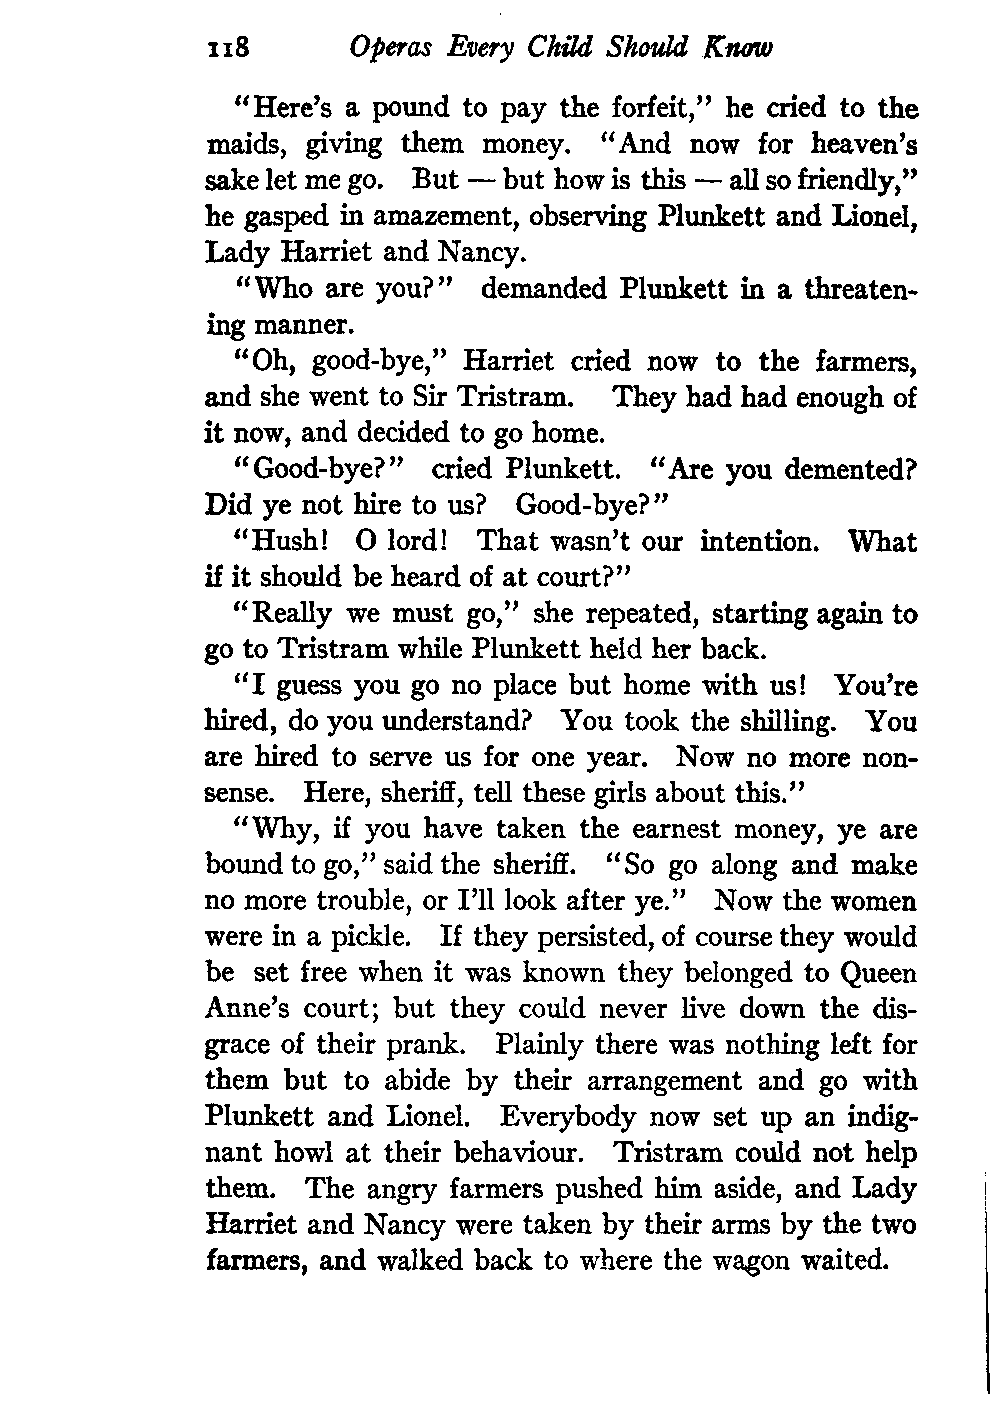 118 Operas Every Child Should Know
"Here's a pound to pay the forfeit," he cried to the
maids, giving them money. "And now for heaven's
sake let me go. But — but how is this — all so friendly,"
he gasped in amazement, observing Plunkett and Lionel,
Lady Harriet and Nancy.
"Who are you?" demanded Plunkett in a threaten-
ing manner.
"Oh, good-bye," Harriet cried now to the farmers,
and she went to Sir Tristram. They had had enough of
it now, and decided to go home.
"Good-bye?" cried Plunkett. "Are you demented?
Did ye not hire to us? Good-bye?"
"Hush! O lord! That wasn't our intention. What
if it should be heard of at court?"
"Really we must go," she repeated, starting again to
go to Tristram while Plunkett held her back.
"I guess you go no place but home with us! You're
hired, do you understand? You took the shilling. You
are hired to serve us for one year. Now no more non-
sense. Here, sheriff, tell these girls about this."
"Why, if you have taken the earnest money, ye are
bound to go," said the sheriff. "So go along and make
no more trouble, or I'll look after ye." Now the women
were in a pickle. If they persisted, of course they would
be set free when it was known they belonged to Queen
Anne's court; but they could never live down the dis-
grace of their prank. Plainly there was nothing left for
them but to abide by their arrangement and go with
Plunkett and Lionel. Everybody now set up an indig-
nant howl at their behaviour. Tristram could not help
them. The angry farmers pushed him aside, and Lady
Harriet and Nancy were taken by their arms by the two
farmers, and walked back to where the wagon waited.